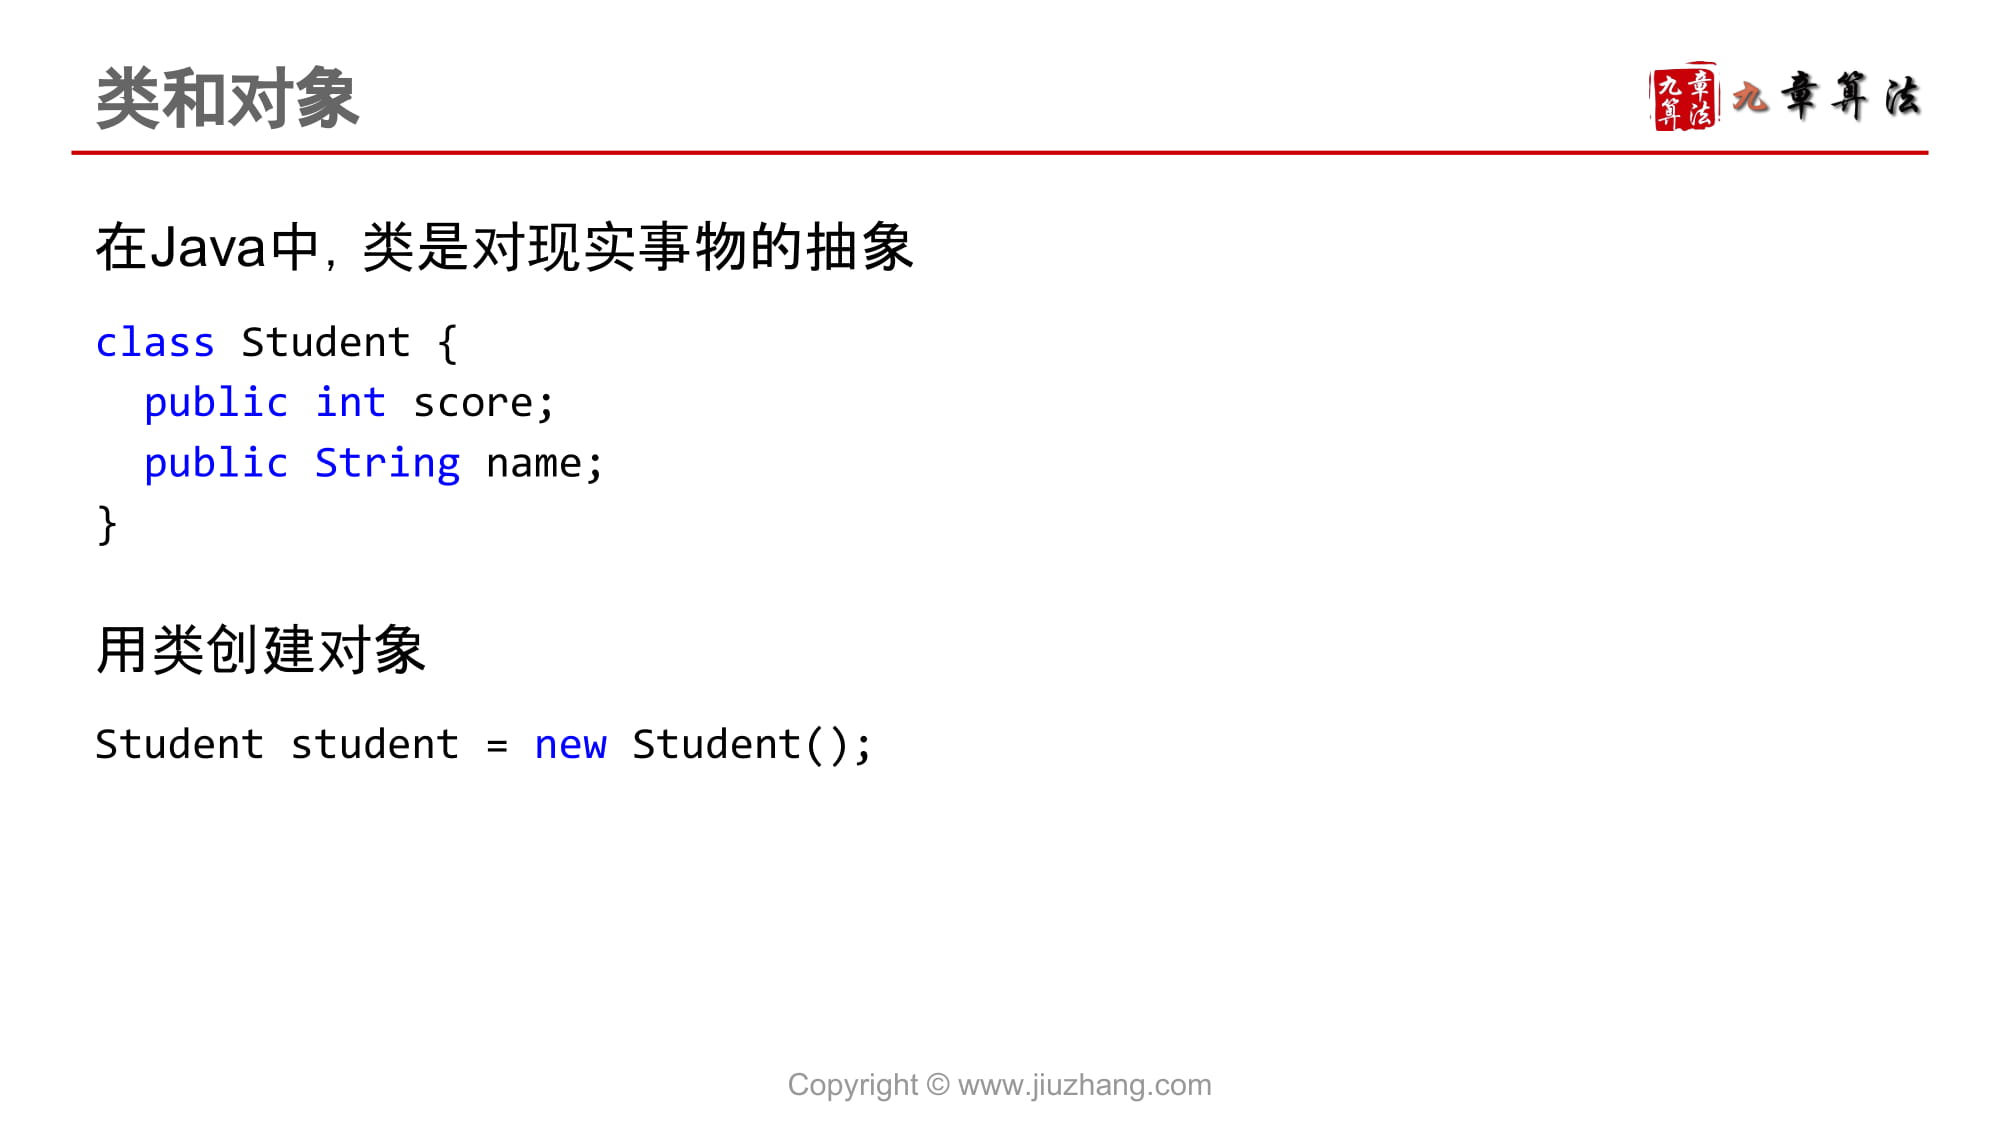 类和对象
九章算法
九章算法
在Java中，类是对现实事物的抽象
class Student {
  public int score;
  public String name;
}
用类创建对象
Student student = new Student();
Copyright © www.jiuzhang.com